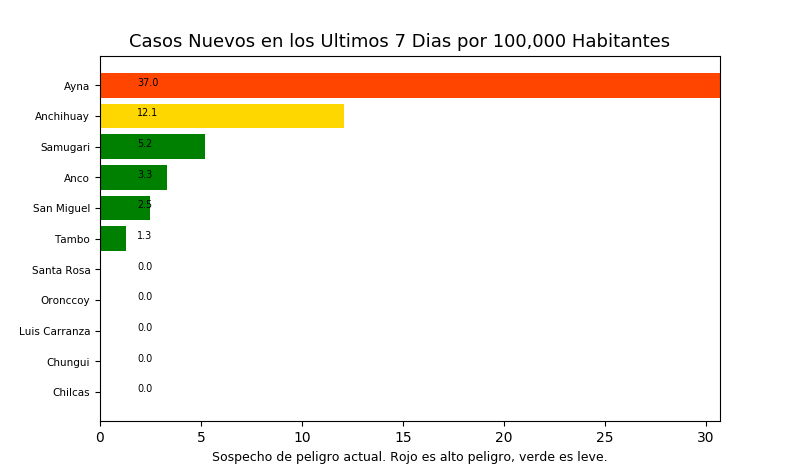 Casos Nuevos en los Ultimos 7 Dias por 100,000 Habitantes
Ayna 37.0
Anchihuay 12.1
Samugari 5.2
Anco 3.3
San Miguel 2.5
Tambo 1.3
Santa Rosa 0.0
Oronccoy 0.0
Luis Carranza 0.0
Chungui 0.0
Chilcas 0.0
0 5 10 15 20 25 30
Sospecho de peligro actual. Rojo es alto peligro, verde es leve.